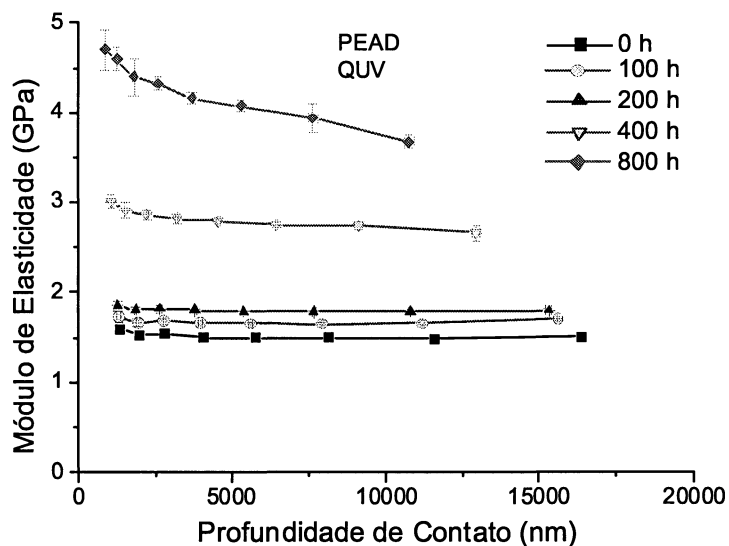 5
4
3
2
1
0
Módulo de Elasticidade (GPa)
PEAD
QUV
0 h
100 h
200 h
400 h
800 h
0
5000
10000
15000
20000
Profundidade de Contato (nm)